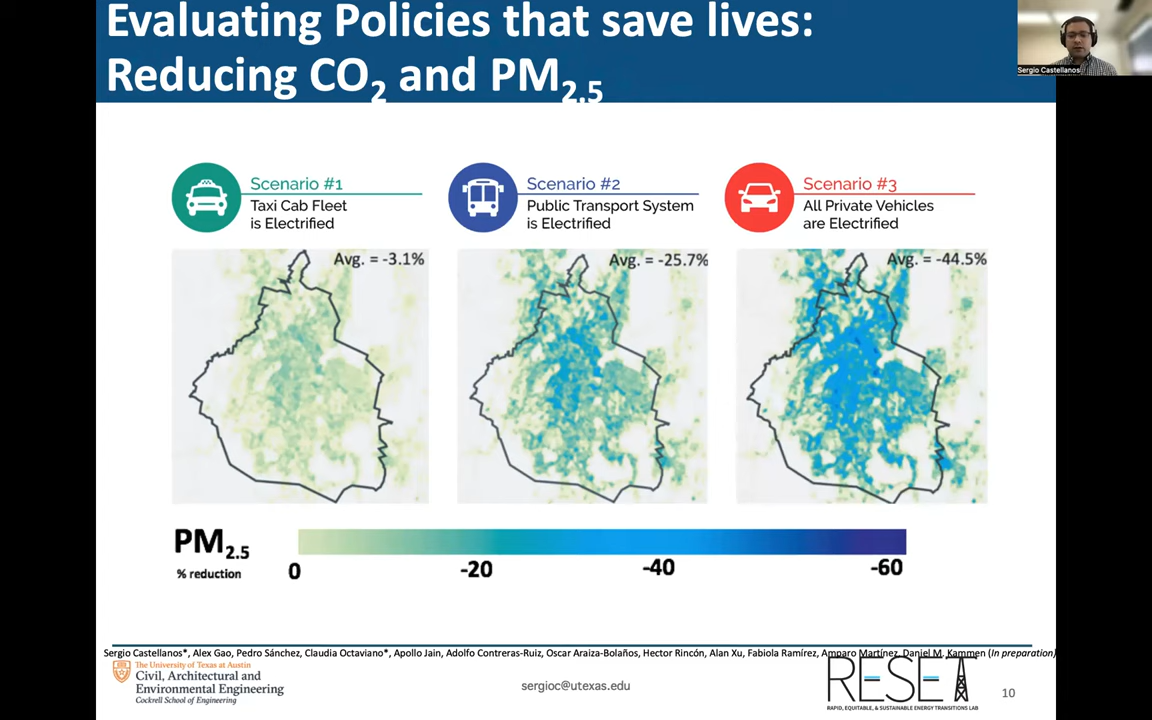 Evaluating Policies that save lives:
Reducing CO2 and PM2.5
Sergio Castellanos
Scenario #1
Taxi Cab Fleet
is Electrified
Scenario #2
Public Transport System
is Electrified
Scenario #3
All Private Vehicles
are Electrified
Avg. = -3.1%
Avg. = -25.7%
Avg. = -44.5%
PM2.5
% reduction
0 -20 -40 -60
Sergio Castellanos*, Alex Gao, Pedro Sánchez, Claudia Octaviano*, Apollo Jain, Adolfo Contreras-Ruiz, Oscar Araiza-Bolaños, Hector Rincón, Alan Xu, Fabiola Ramírez, Amparo Martínez, Daniel M. Kammen (In preparation)
The University of Texas at Austin
Civil, Architectural and
Environmental Engineering
Cockrell School of Engineering
sergioc@utexas.edu
RESET
RAPID, EQUITABLE, & SUSTAINABLE ENERGY TRANSITIONS LAB
10